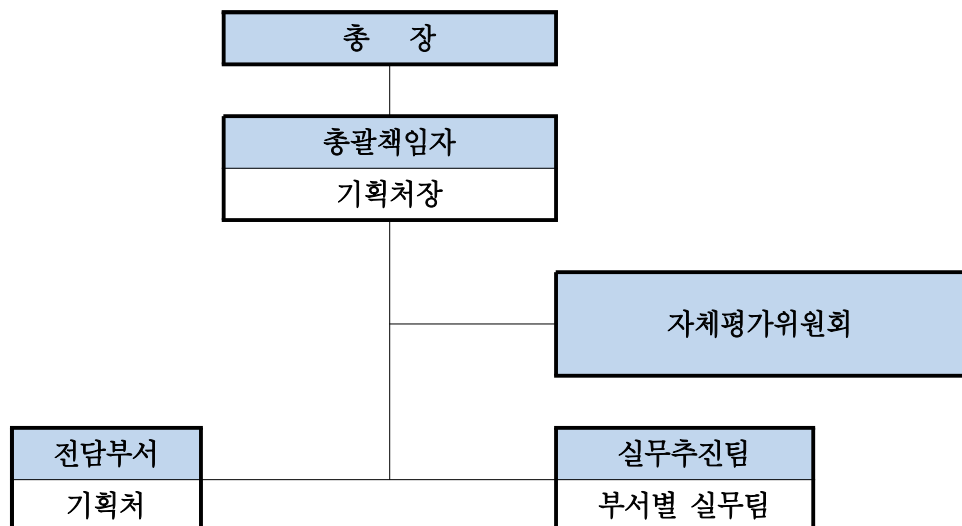 총 장
총괄책임자
기획처장
자체평가위원회
전담부서
기획처
실무추진팀
부서별 실무팀